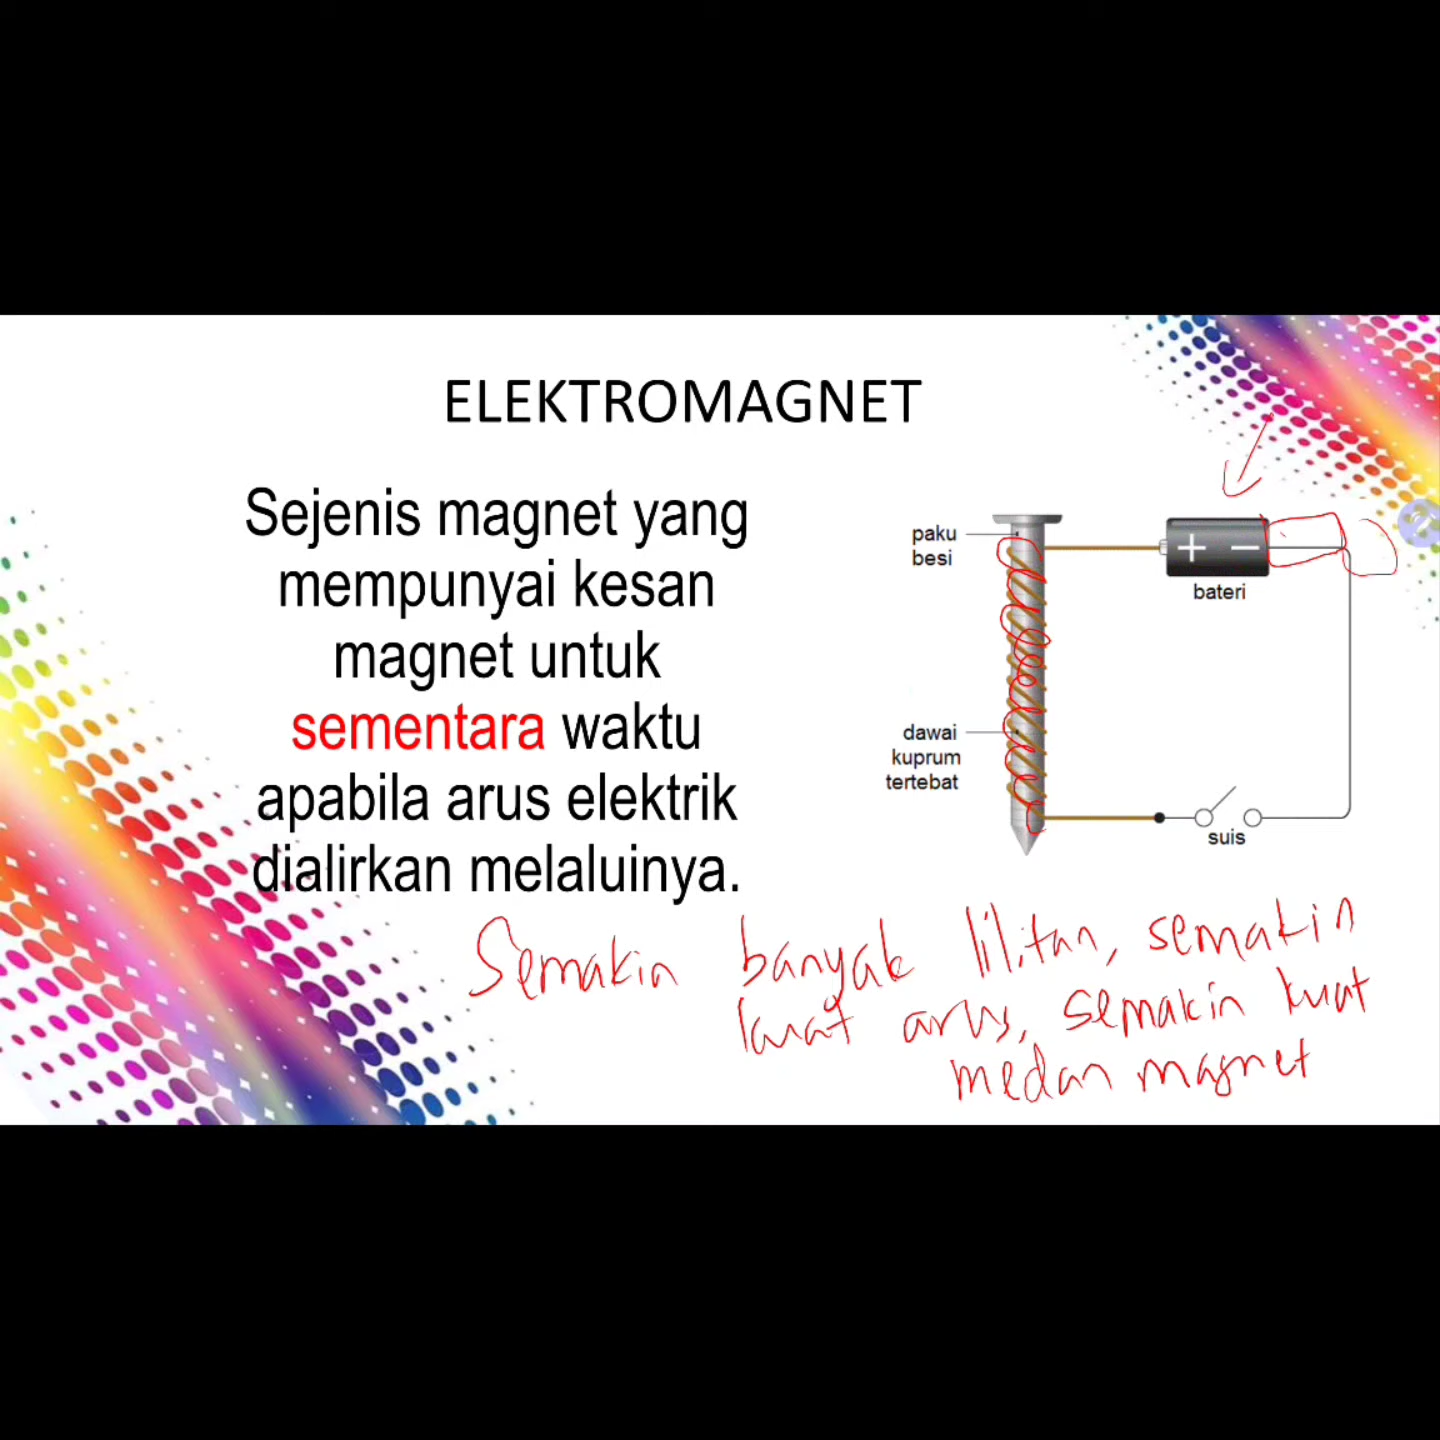 ELEKTROMAGNET
Sejenis magnet yang
mempunyai kesan
magnet untuk
sementara waktu
apabila arus elektrik
dialirkan melaluinya.
paku
besi
+ −
bateri
dawai
kuprum
tertebat
suis
Semakin banyak lilitan, semakin
kuat arus, semakin kuat
medan magnet